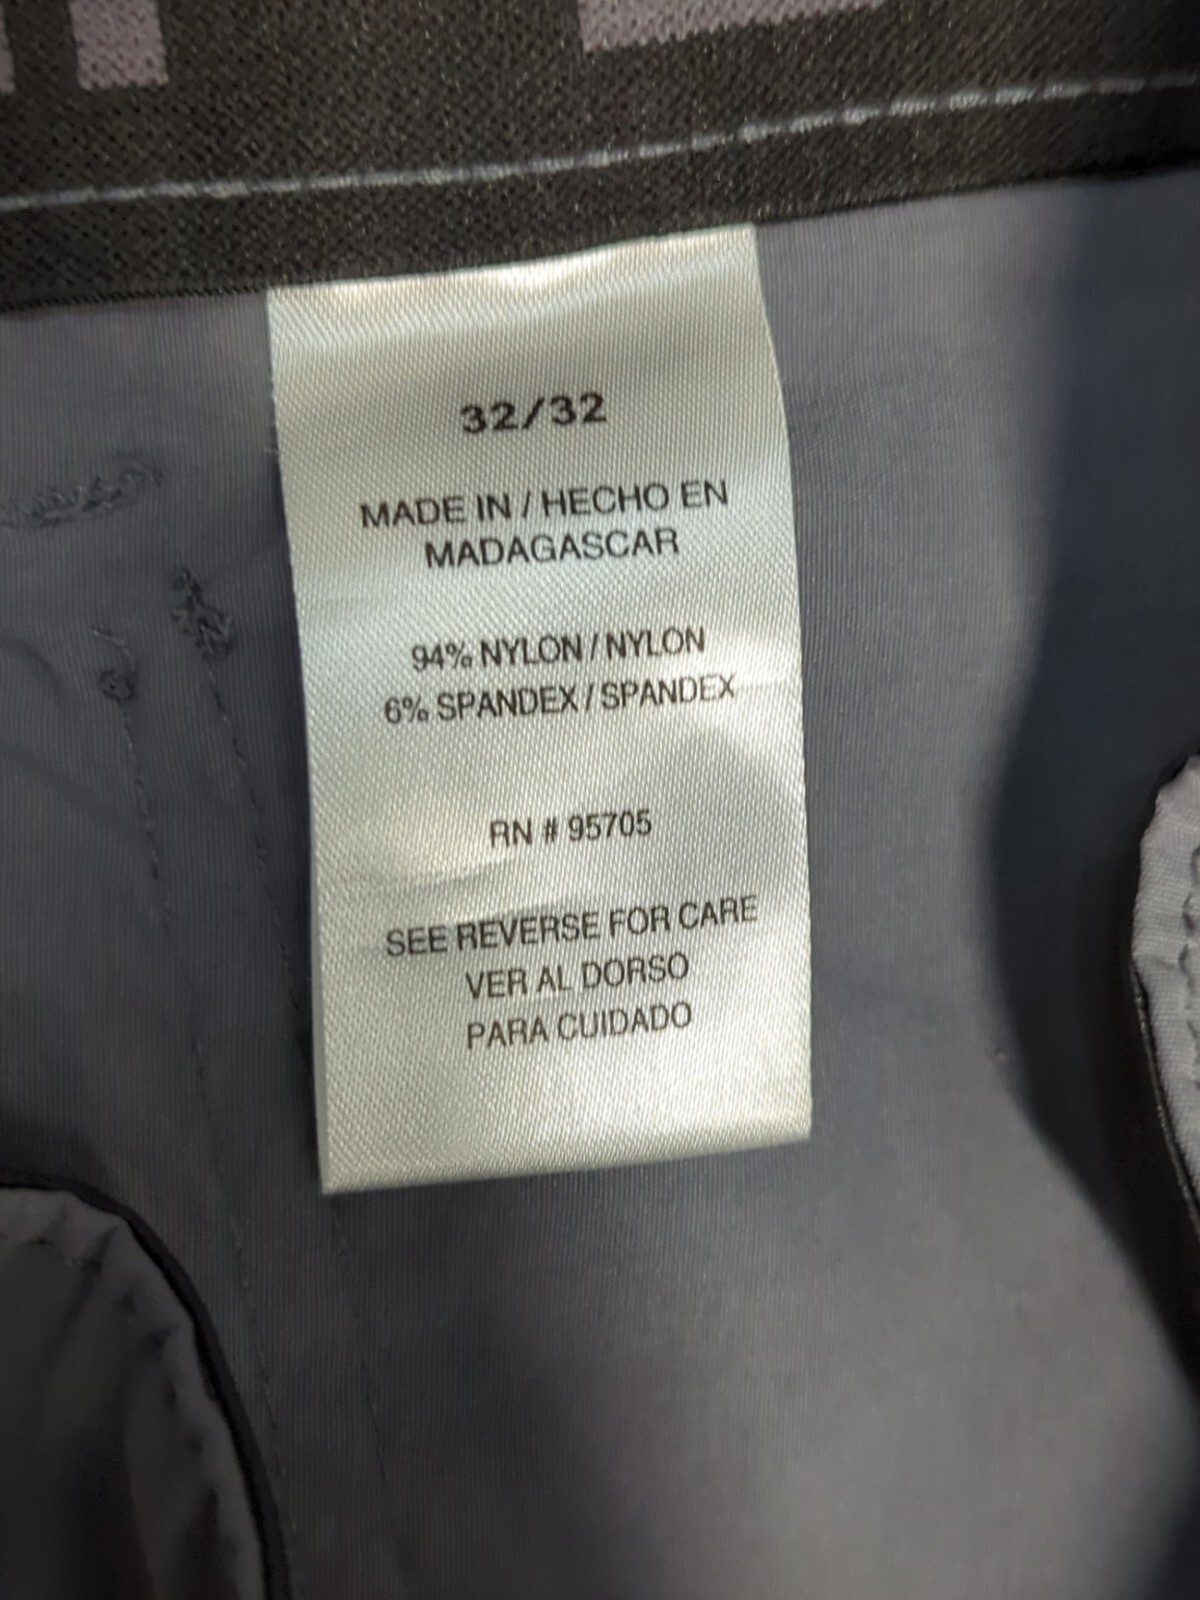 32/32
MADE IN / HECHO EN
MADAGASCAR
94% NYLON / NYLON
6% SPANDEX / SPANDEX
RN # 95705
SEE REVERSE FOR CARE
VER AL DORSO
PARA CUIDADO